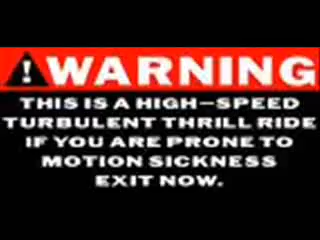 WARNING
THIS IS A HIGH-SPEED
TURBULENT THRILL RIDE
IF YOU ARE PRONE TO
MOTION SICKNESS
EXIT NOW.